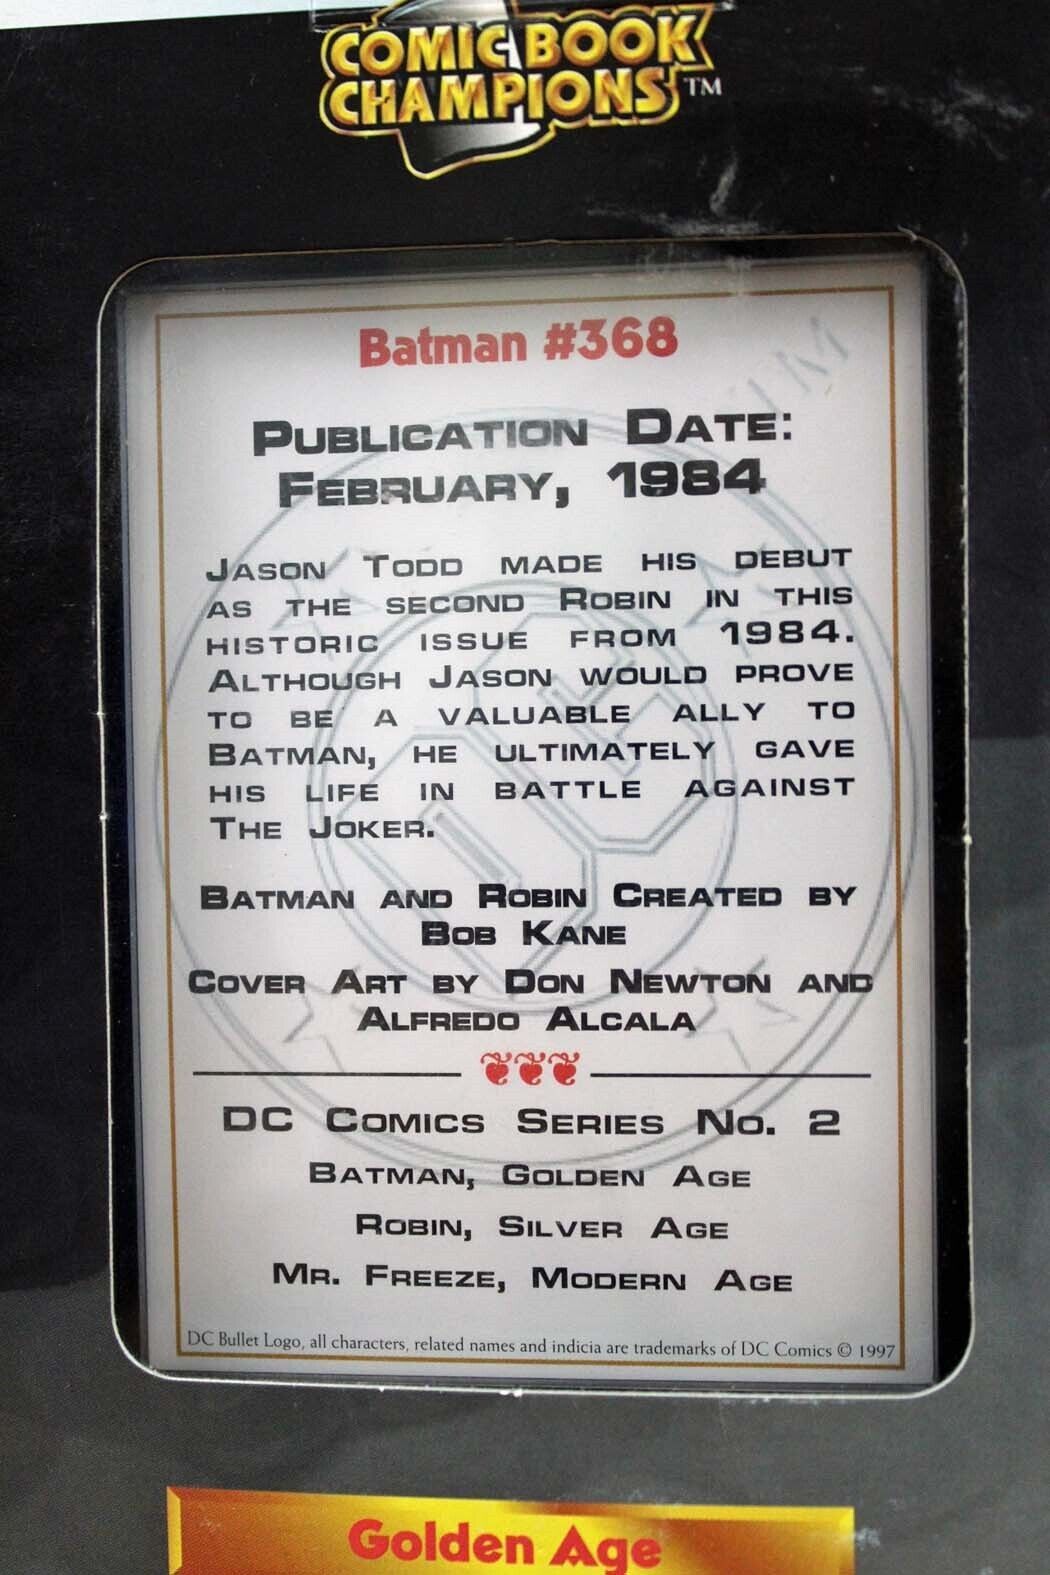 COMIC BOOK
CHAMPIONS™
Batman #368
PUBLICATION DATE:
FEBRUARY, 1984
JASON TODD MADE HIS DEBUT
AS THE SECOND ROBIN IN THIS
HISTORIC ISSUE FROM 1984.
ALTHOUGH JASON WOULD PROVE
TO BE A VALUABLE ALLY TO
BATMAN, HE ULTIMATELY GAVE
HIS LIFE IN BATTLE AGAINST
THE JOKER.
BATMAN AND ROBIN CREATED BY
BOB KANE
COVER ART BY DON NEWTON AND
ALFREDO ALCALA
DC COMICS SERIES NO. 2
BATMAN, GOLDEN AGE
ROBIN, SILVER AGE
MR. FREEZE, MODERN AGE
DC Bullet Logo, all characters, related names and indicia are trademarks of DC Comics © 1997
Golden Age